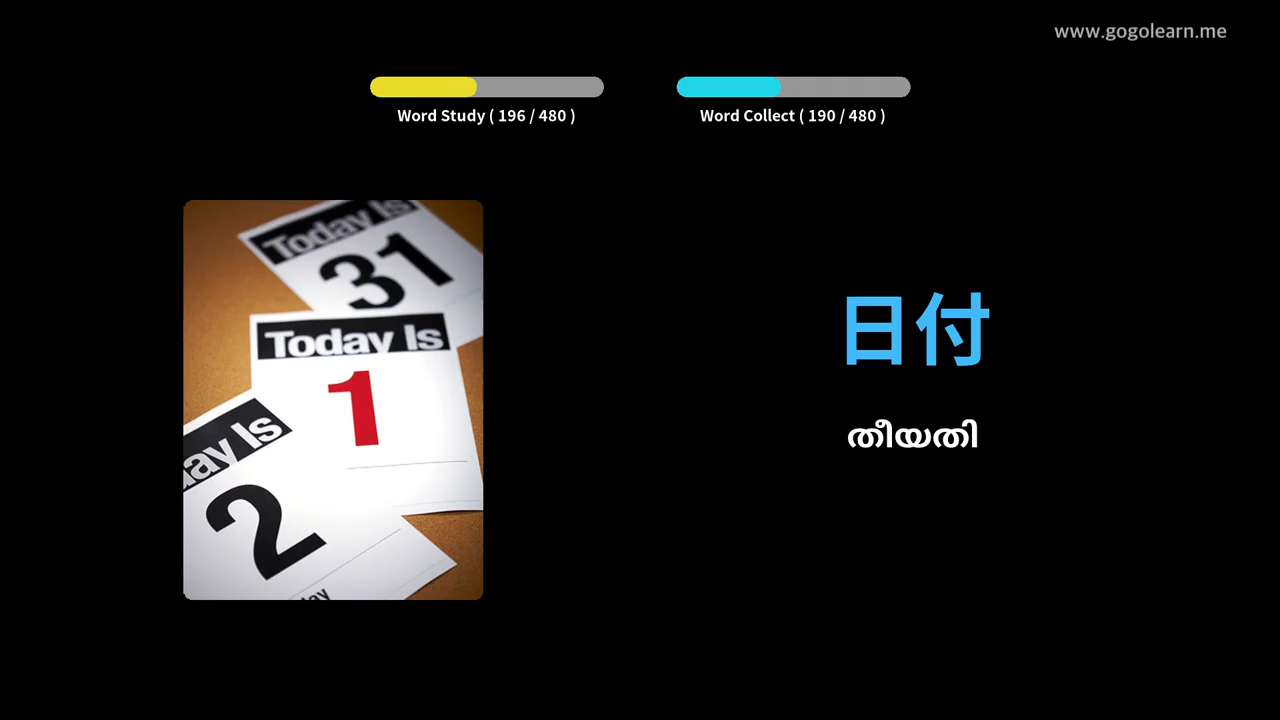 www.gogolearn.me
Word Study ( 196 / 480 )
Word Collect ( 190 / 480 )
Today Is
31
Today Is
1
ay Is
2
日付
തീയതി